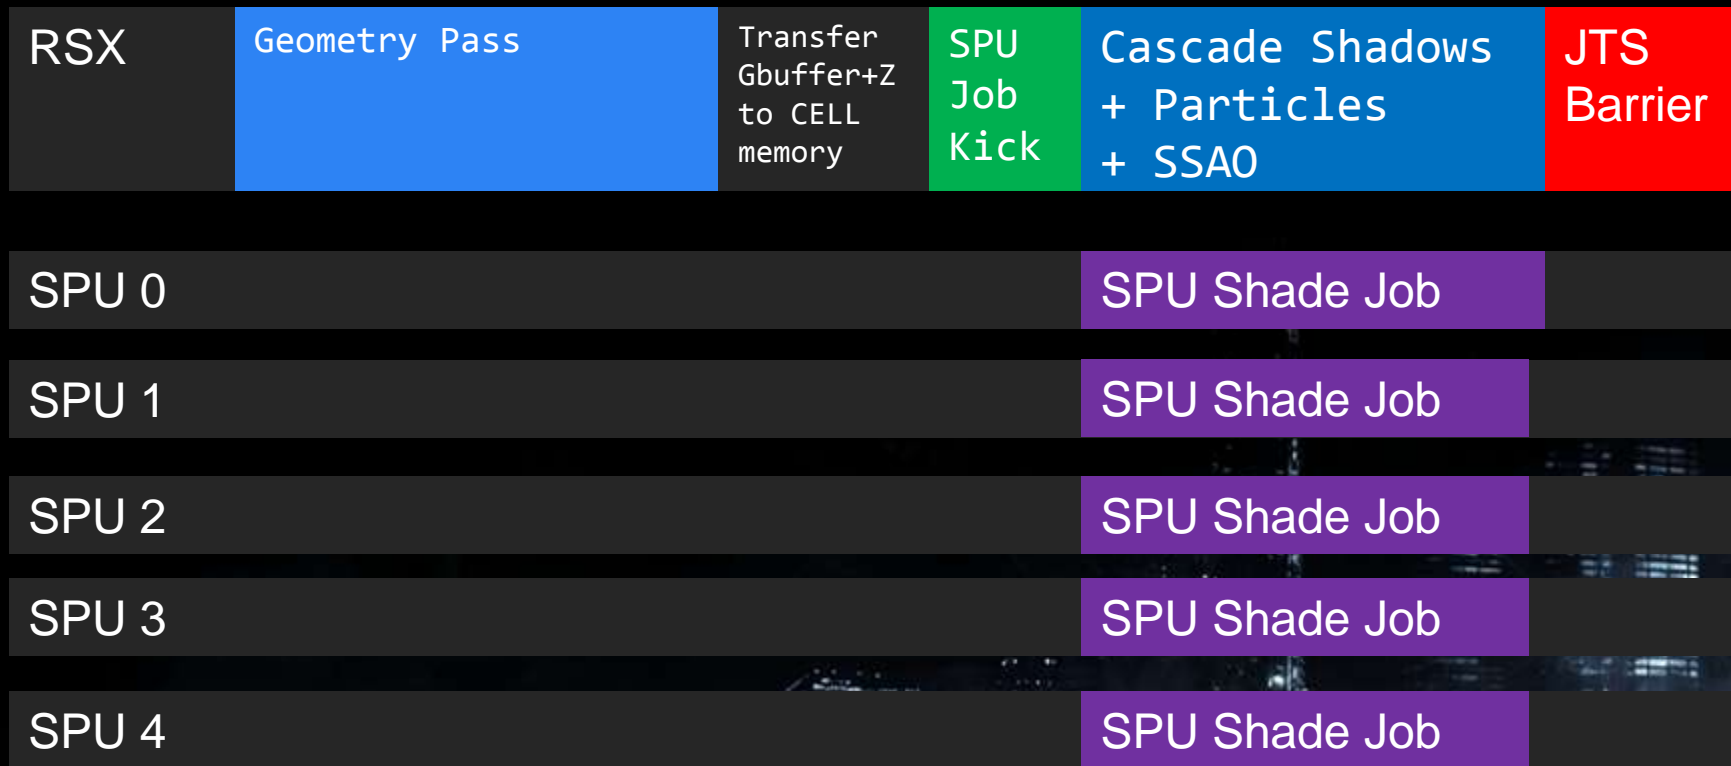 RSX
Geometry Pass
Transfer
Gbuffer+Z
to CELL
memory
SPU
Job
Kick
Cascade Shadows
+ Particles
+ SSAO
JTS
Barrier
SPU 0
SPU Shade Job
SPU 1
SPU Shade Job
SPU 2
SPU Shade Job
SPU 3
SPU Shade Job
SPU 4
SPU Shade Job